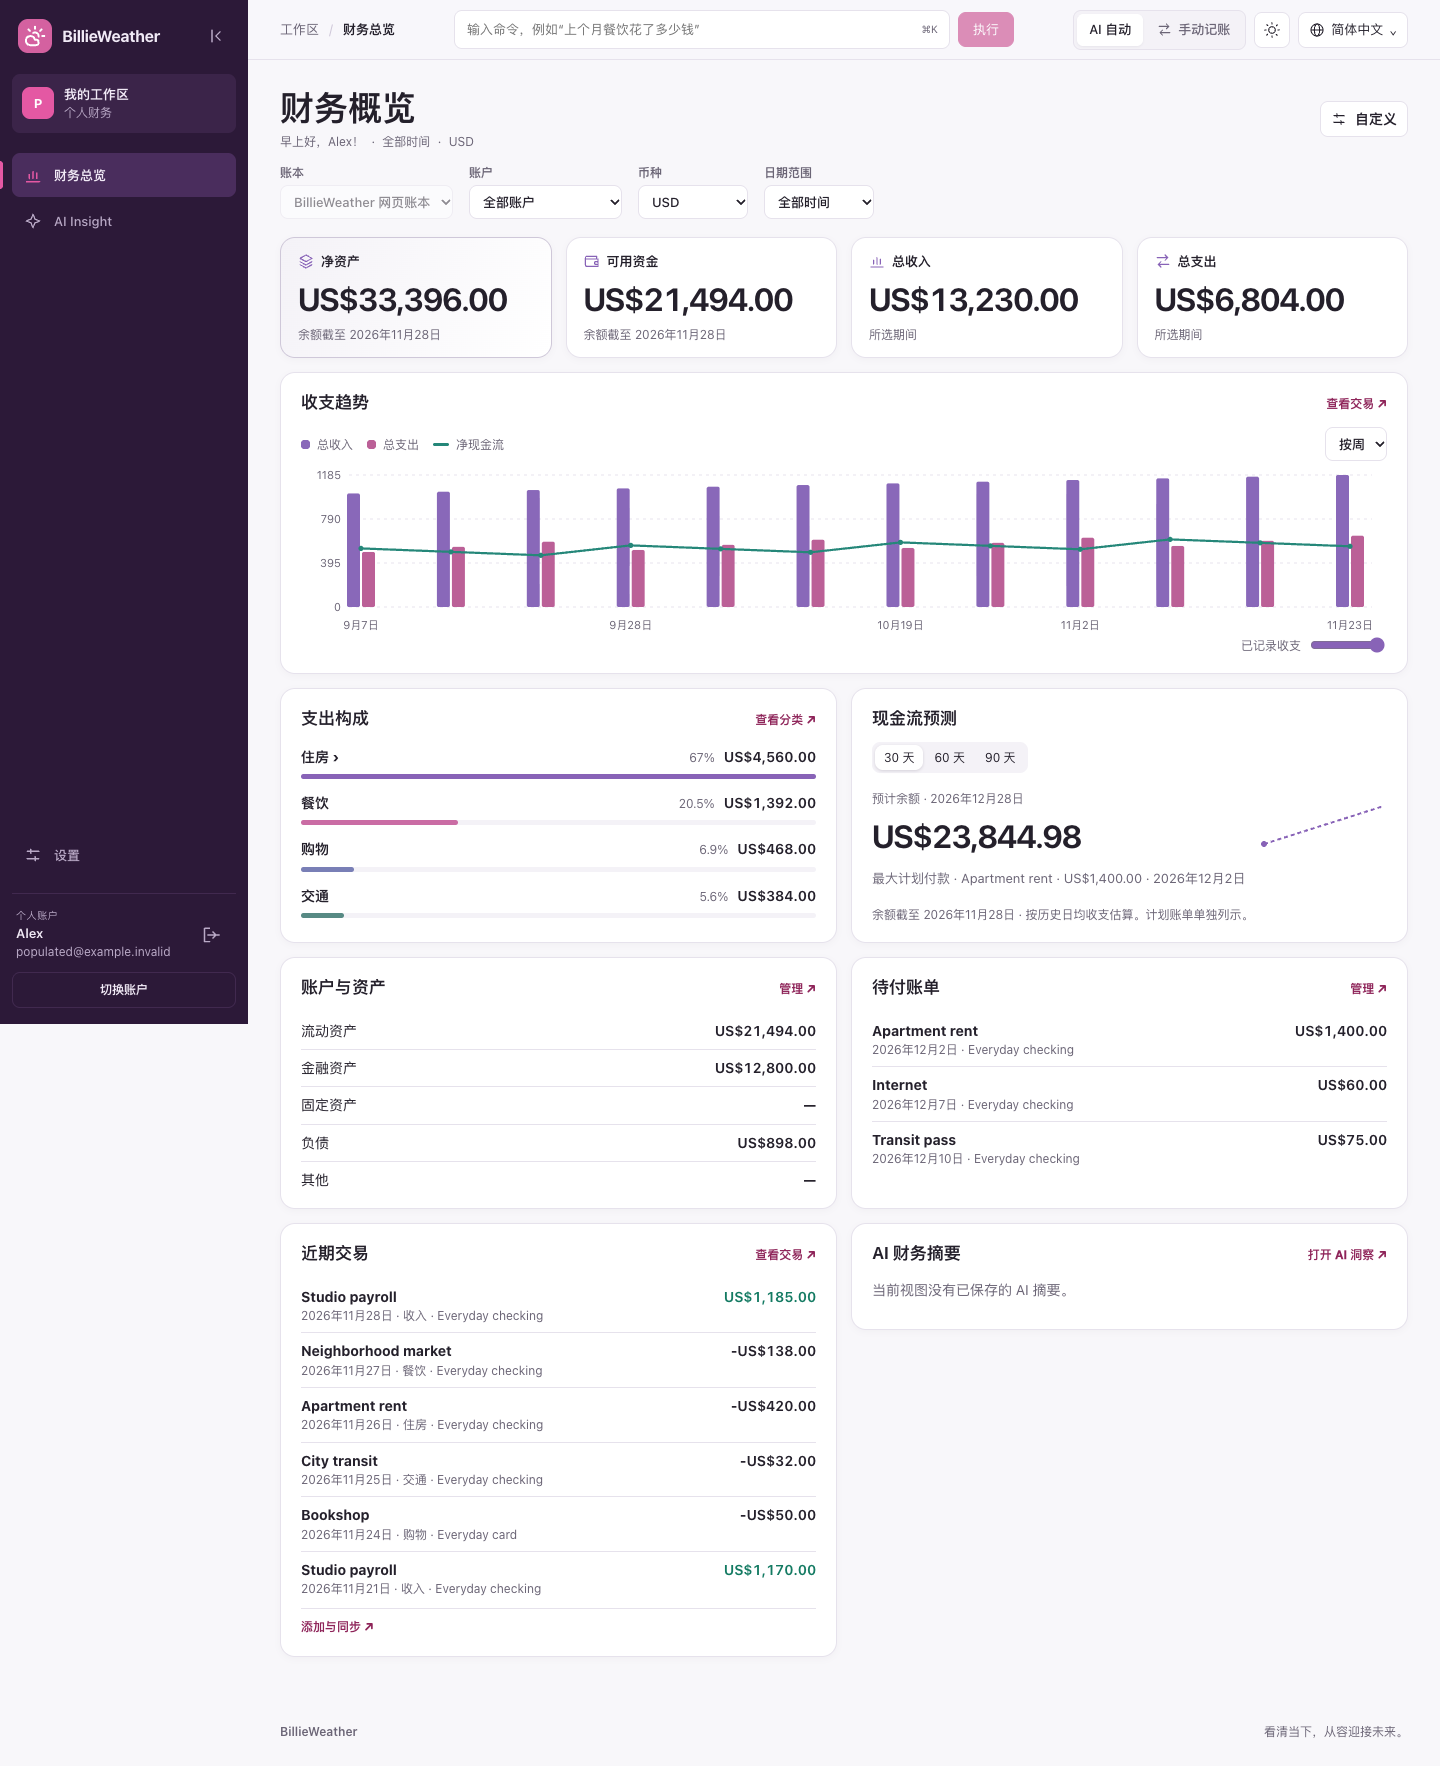 BillieWeather
P
我的工作区
个人财务
财务总览
AI Insight
设置
个人账户
Alex
populated@example.invalid
切换账户
工作区 / 财务总览
输入命令，例如“上个月餐饮花了多少钱” ⌘K
执行
AI 自动
手动记账
简体中文
财务概览
早上好，Alex！ · 全部时间 · USD
自定义
账本 账户 币种 日期范围
BillieWeather 网页账本 全部账户 USD 全部时间
净资产
US$33,396.00
余额截至 2026年11月28日
可用资金
US$21,494.00
余额截至 2026年11月28日
总收入
US$13,230.00
所选期间
总支出
US$6,804.00
所选期间
收支趋势
查看交易 ↗
总收入 总支出 净现金流
按周
1185
790
395
0
9月7日 9月28日 10月19日 11月2日 11月23日
已记录收支
支出构成
查看分类 ↗
住房 › 67% US$4,560.00
餐饮 20.5% US$1,392.00
购物 6.9% US$468.00
交通 5.6% US$384.00
现金流预测
30 天 60 天 90 天
预计余额 · 2026年12月28日
US$23,844.98
最大计划付款 · Apartment rent · US$1,400.00 · 2026年12月2日
余额截至 2026年11月28日 · 按历史日均收支估算。计划账单单独列示。
账户与资产
管理 ↗
流动资产 US$21,494.00
金融资产 US$12,800.00
固定资产 —
负债 US$898.00
其他 —
待付账单
管理 ↗
Apartment rent US$1,400.00
2026年12月2日 · Everyday checking
Internet US$60.00
2026年12月7日 · Everyday checking
Transit pass US$75.00
2026年12月10日 · Everyday checking
近期交易
查看交易 ↗
Studio payroll US$1,185.00
2026年11月28日 · 收入 · Everyday checking
Neighborhood market -US$138.00
2026年11月27日 · 餐饮 · Everyday checking
Apartment rent -US$420.00
2026年11月26日 · 住房 · Everyday checking
City transit -US$32.00
2026年11月25日 · 交通 · Everyday checking
Bookshop -US$50.00
2026年11月24日 · 购物 · Everyday card
Studio payroll US$1,170.00
2026年11月21日 · 收入 · Everyday checking
添加与同步 ↗
AI 财务摘要
打开 AI 洞察 ↗
当前视图没有已保存的 AI 摘要。
BillieWeather
看清当下，从容迎接未来。